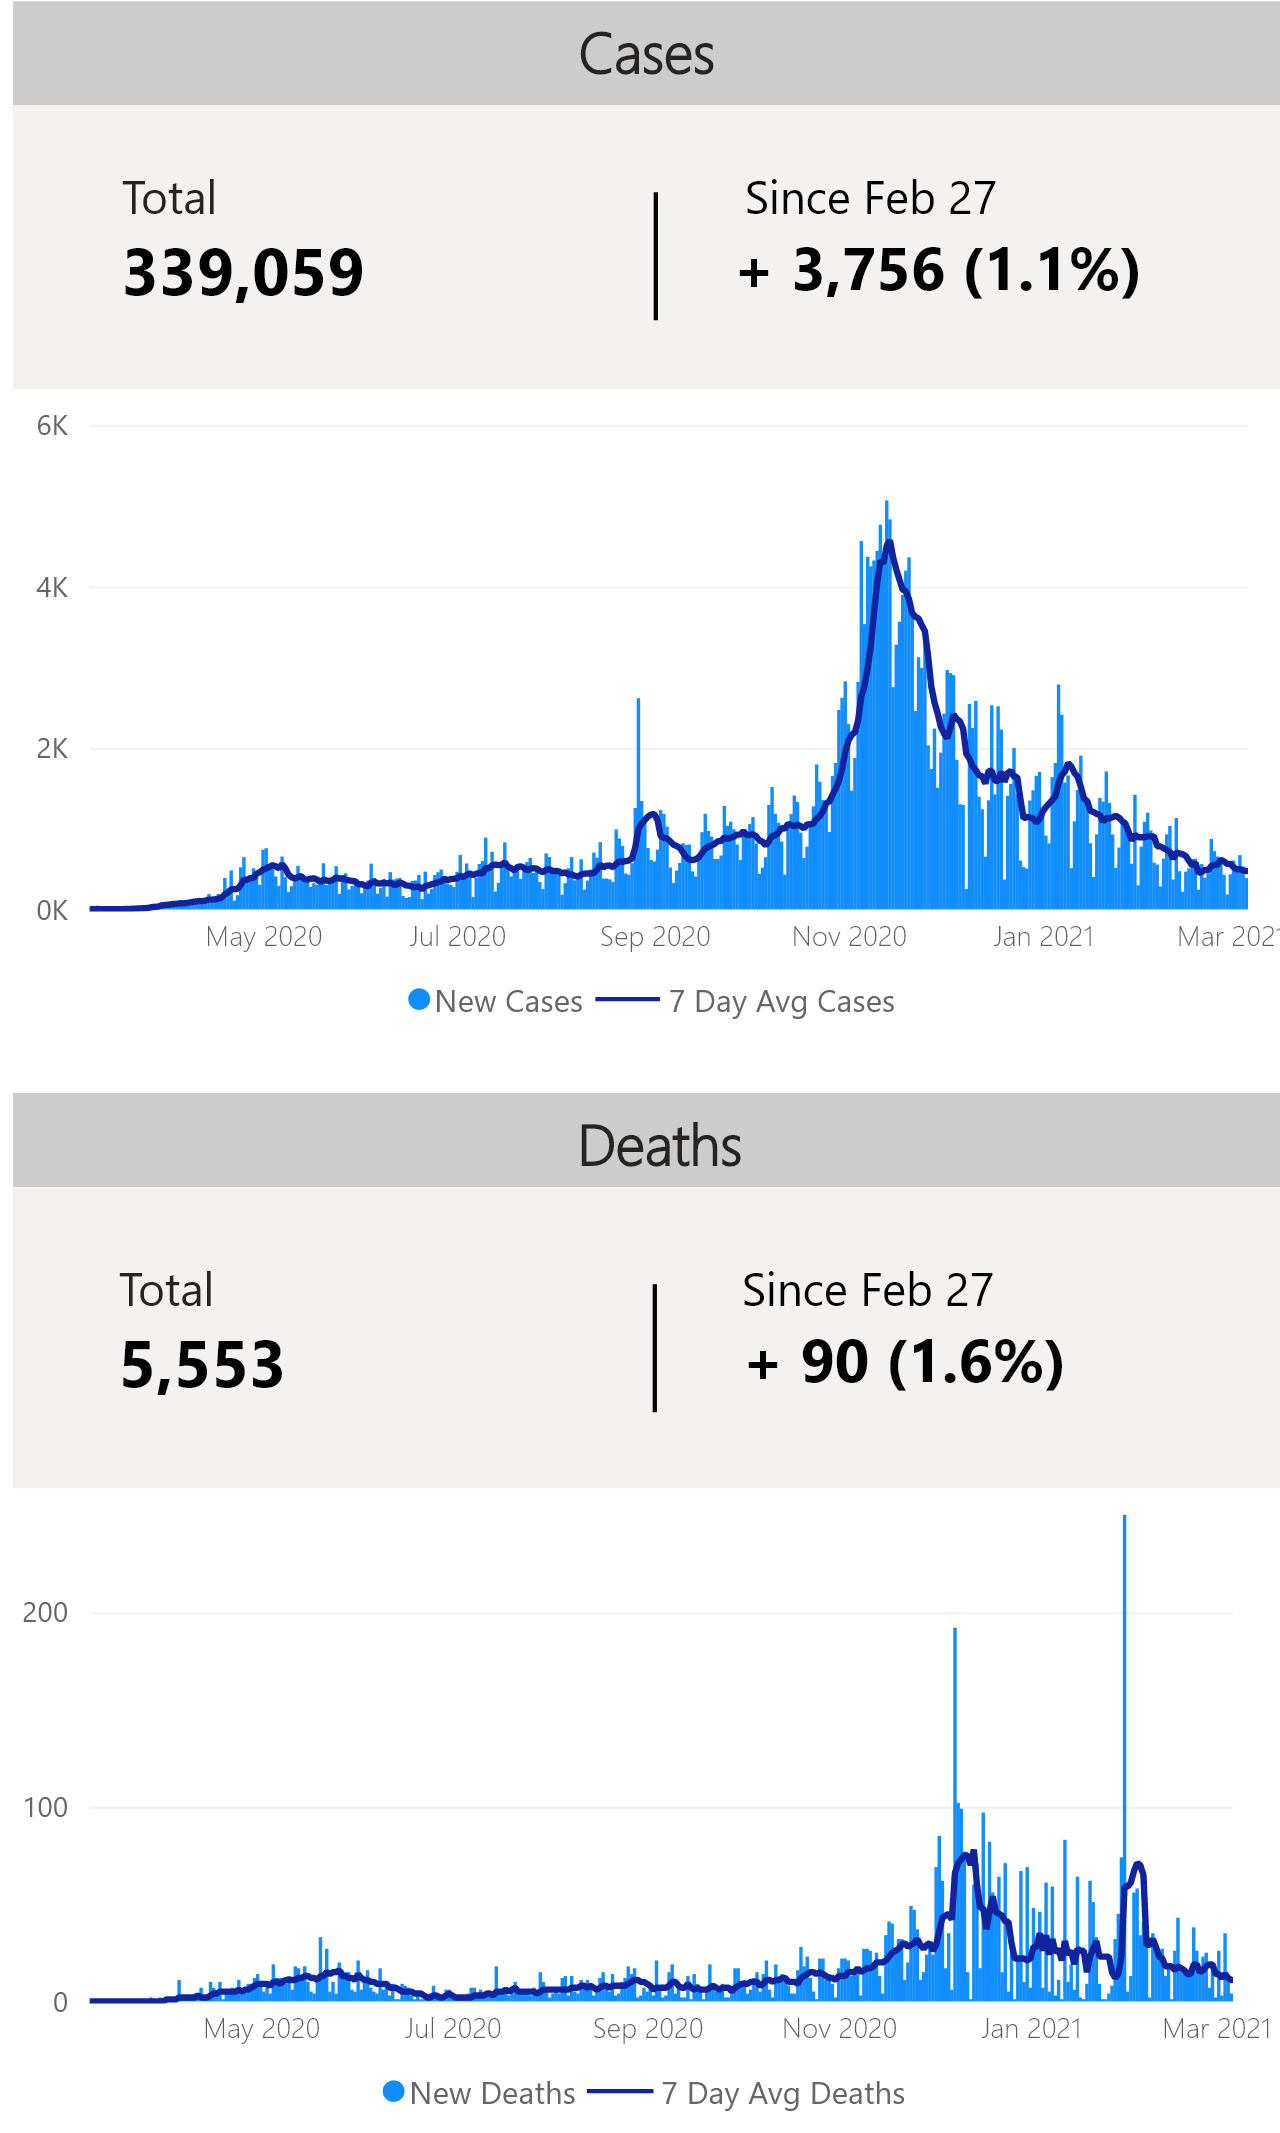 Cases
Total
Since Feb 27
339,059
+ 3,756 (1.1%)
6K
4K
2K
0K
May 2020 Jul 2020 Sep 2020 Nov 2020 Jan 2021 Mar 2021
New Cases 7 Day Avg Cases
Deaths
Total
Since Feb 27
5,553
+ 90 (1.6%)
200
100
0
May 2020 Jul 2020 Sep 2020 Nov 2020 Jan 2021 Mar 2021
New Deaths 7 Day Avg Deaths